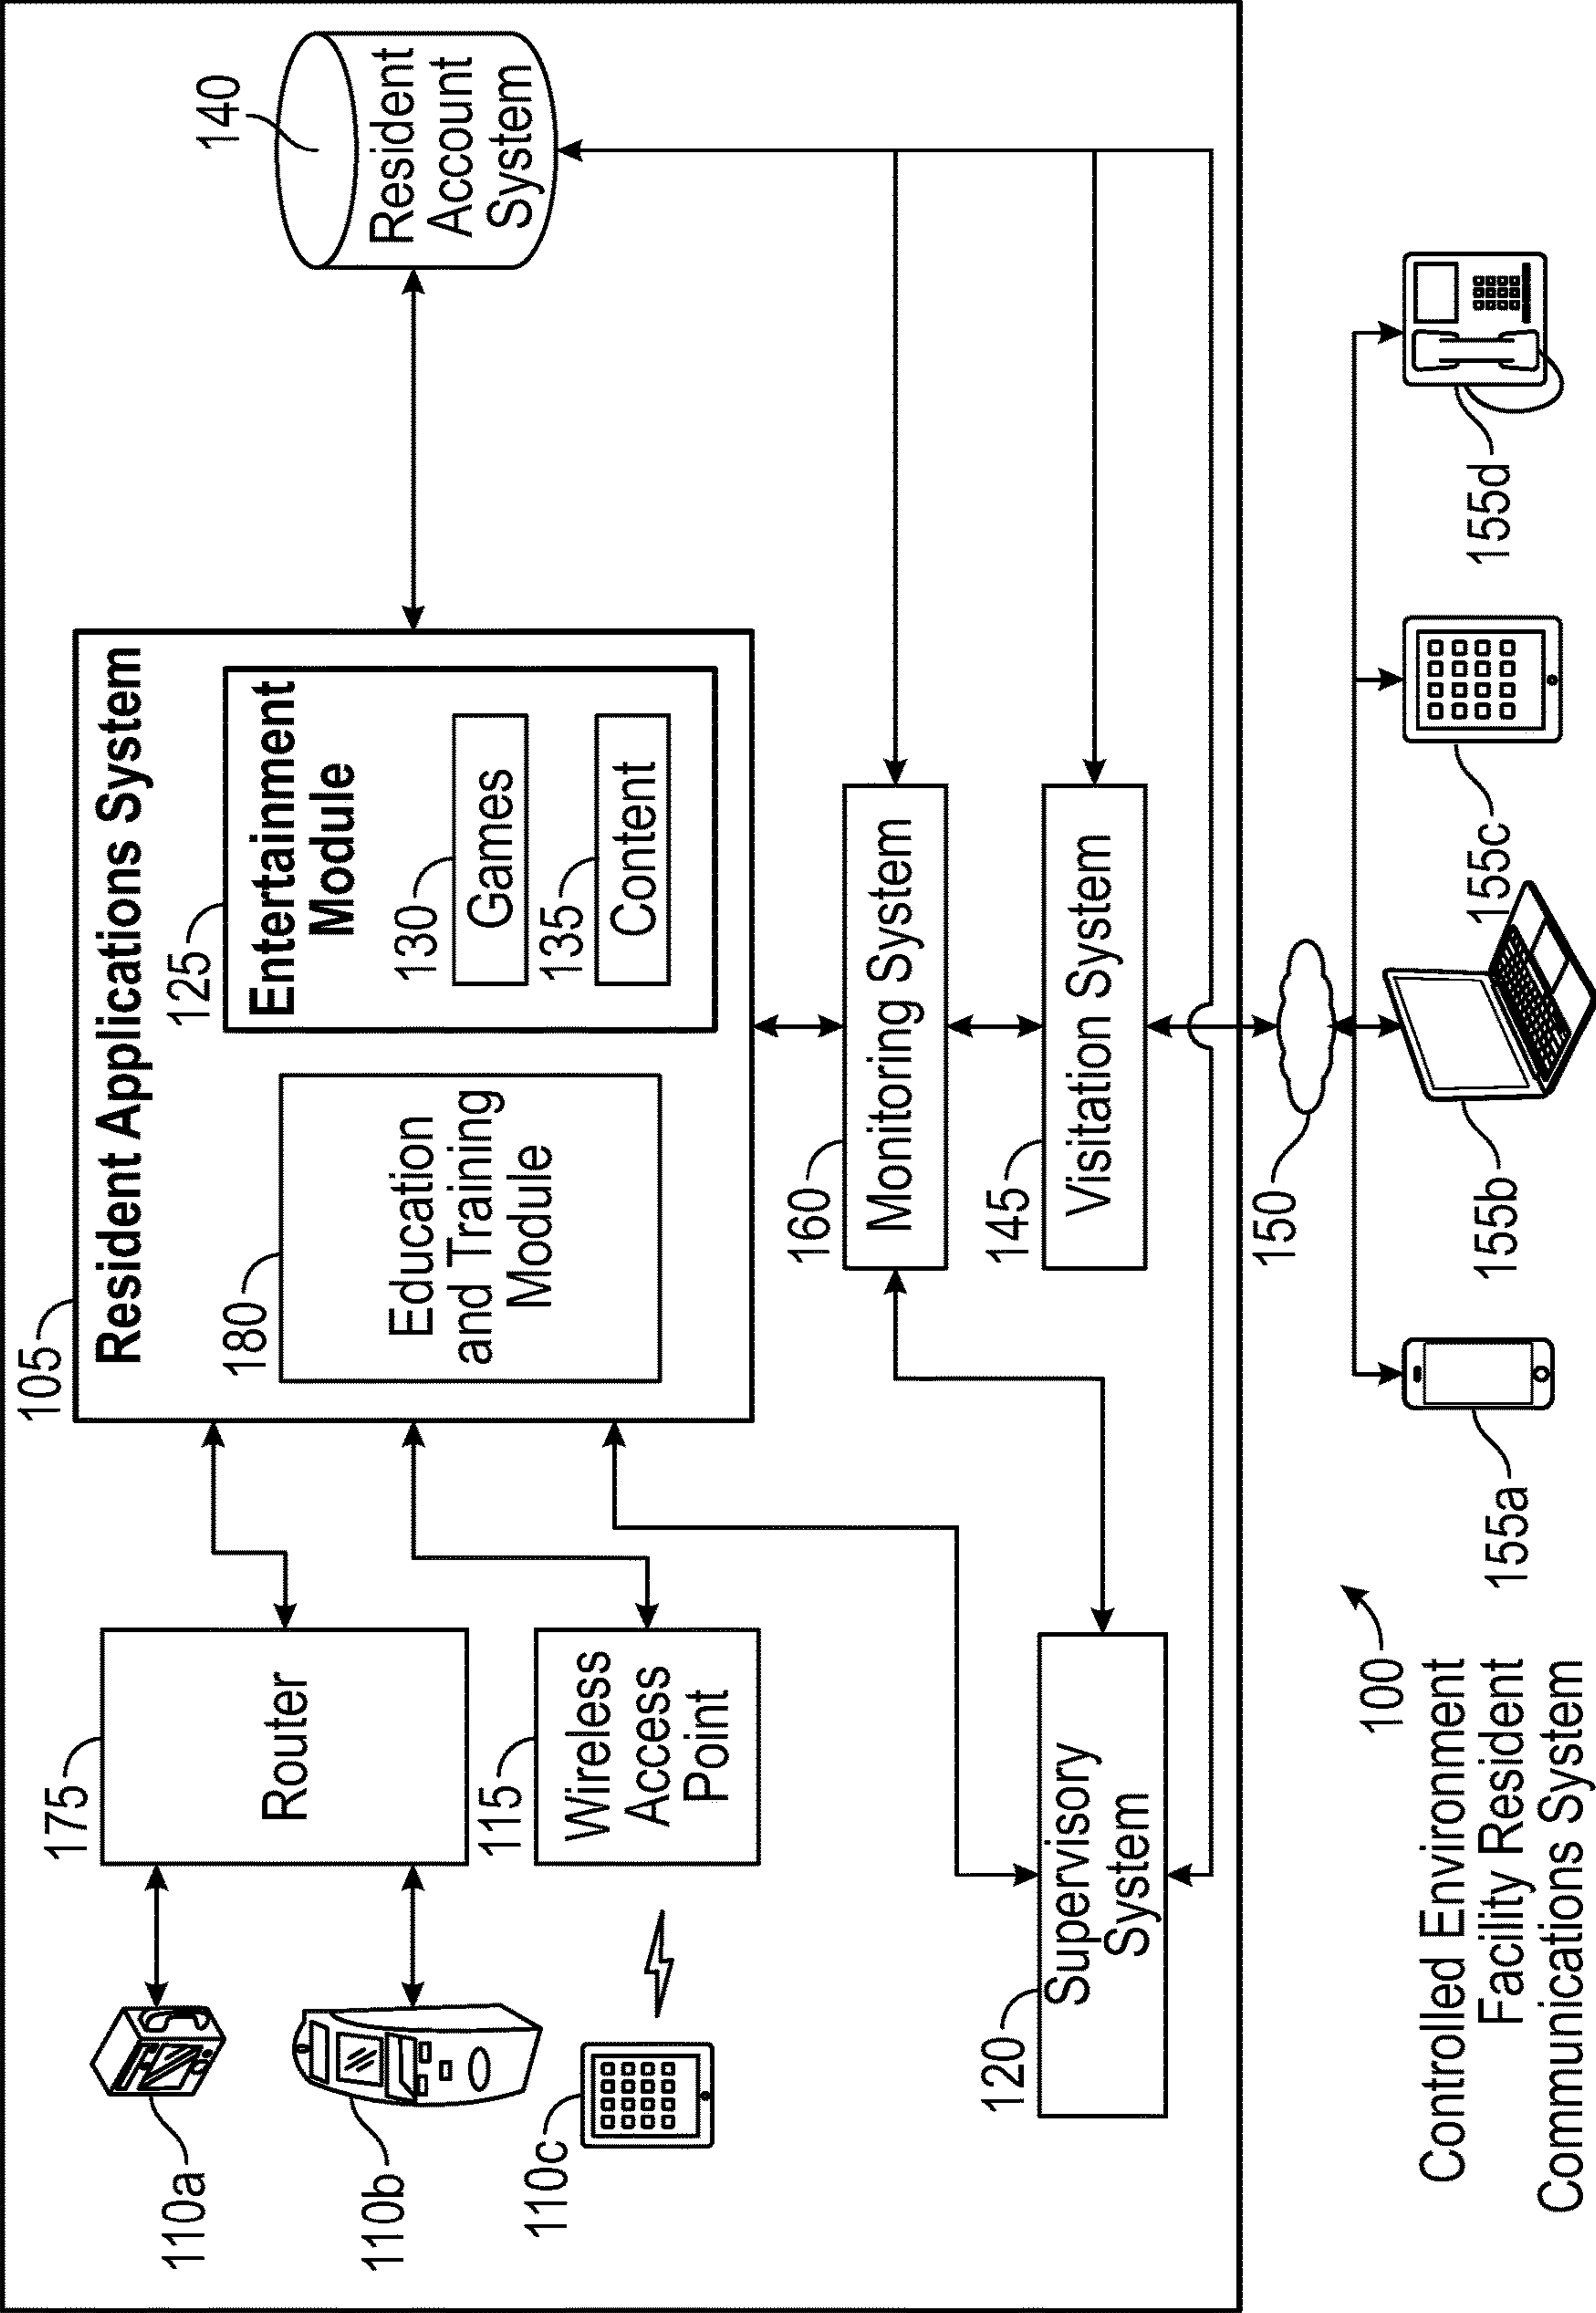 105
Resident Applications System
175
Router
180
Education
and Training
Module
125
Entertainment
Module
130
Games
135
Content
140
Resident
Account
System
110a
110b
110c
115
Wireless
Access
Point
160
Monitoring System
145
Visitation System
120
Supervisory
System
150
155a
155b
155c
155d
100
Controlled Environment
Facility Resident
Communications System